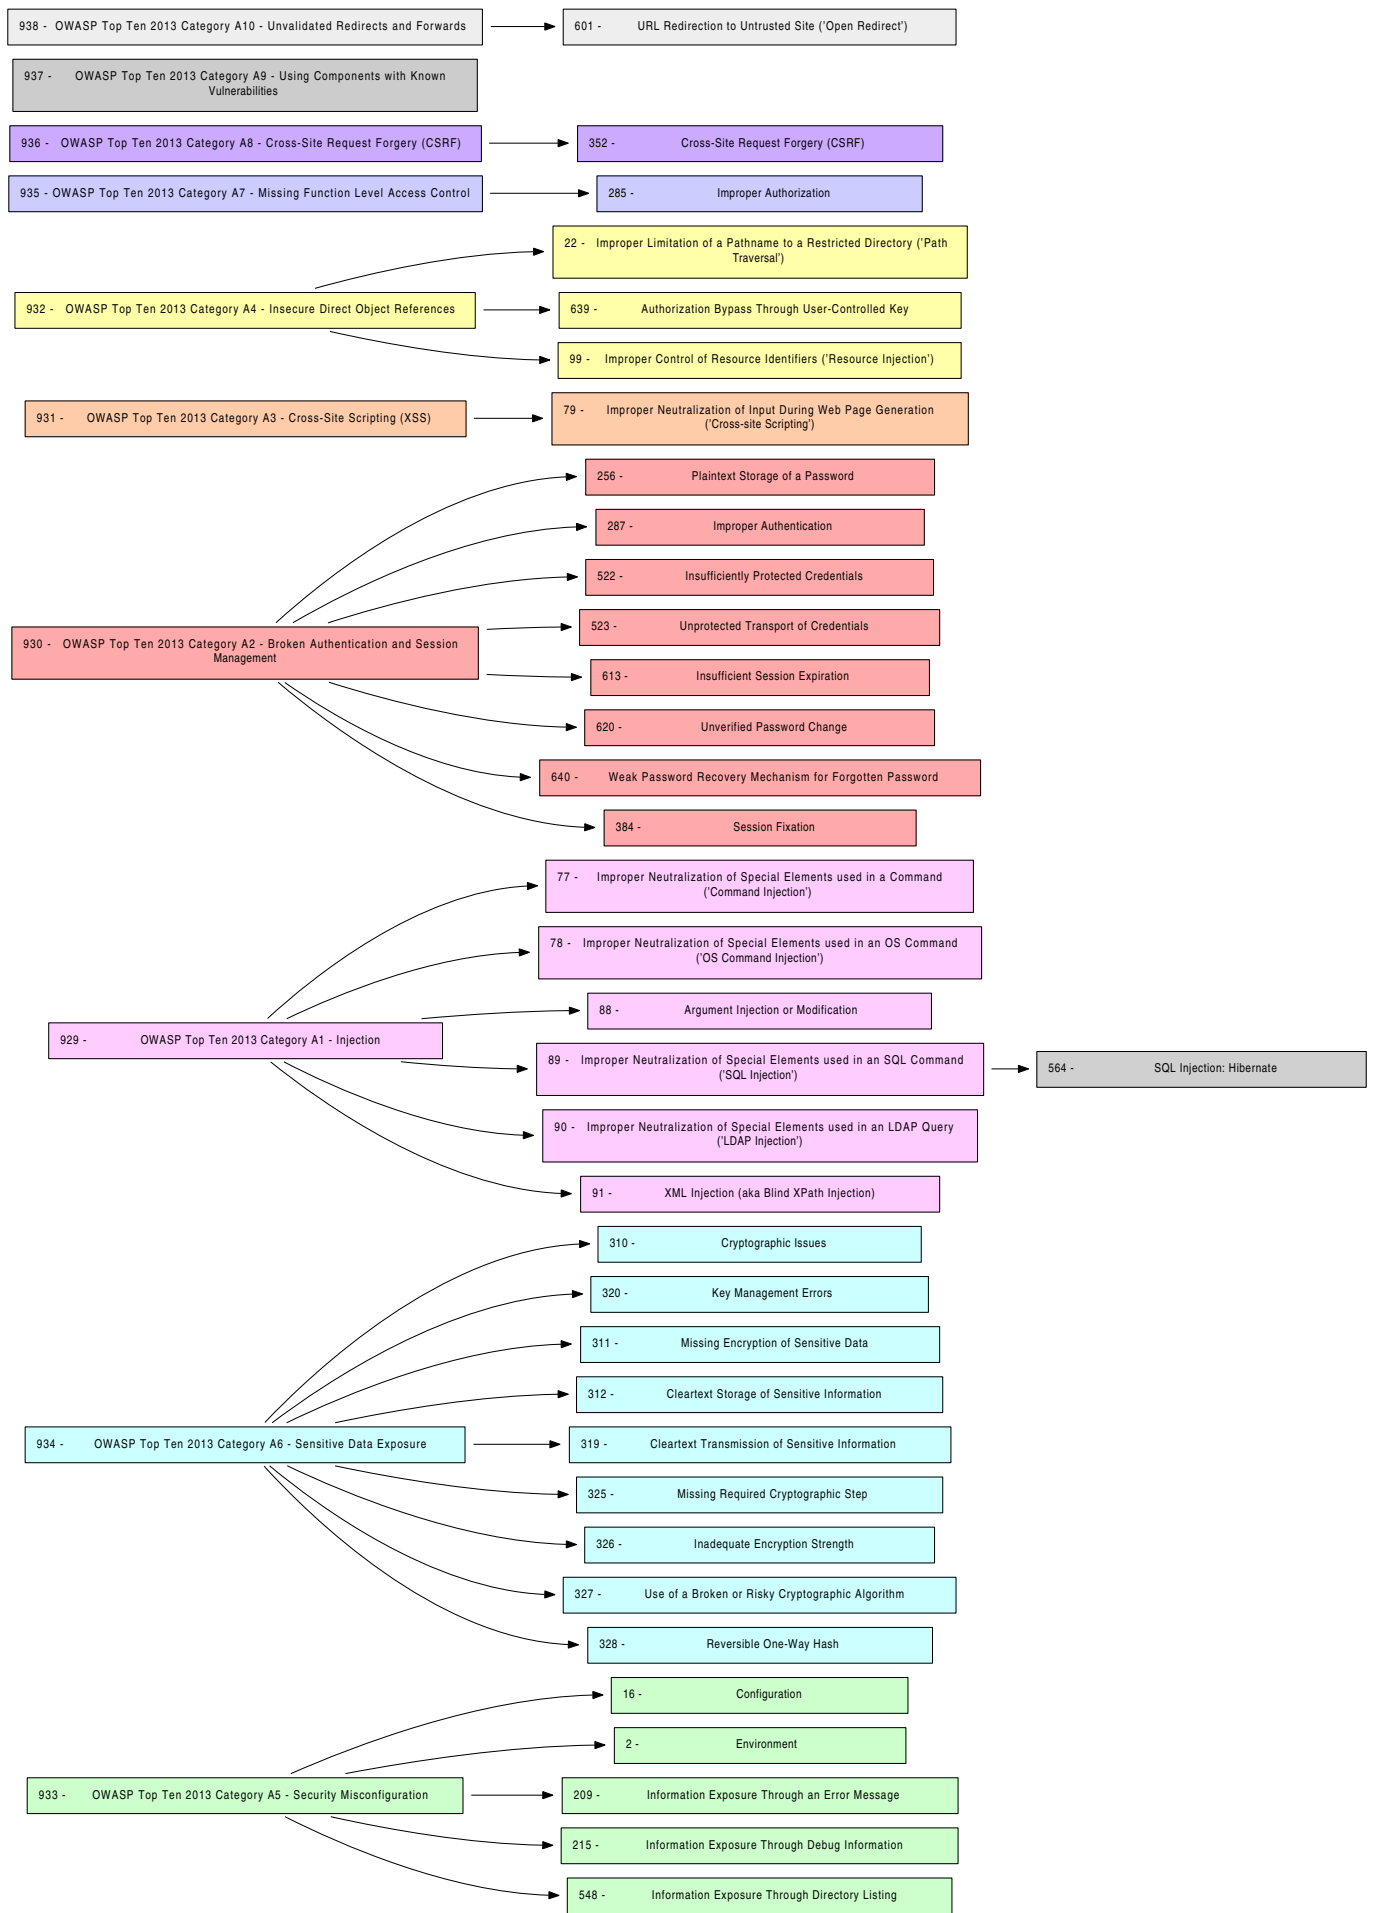 938 - OWASP Top Ten 2013 Category A10 - Unvalidated Redirects and Forwards
601 - URL Redirection to Untrusted Site ('Open Redirect')
937 - OWASP Top Ten 2013 Category A9 - Using Components with Known
Vulnerabilities
936 - OWASP Top Ten 2013 Category A8 - Cross-Site Request Forgery (CSRF)
352 - Cross-Site Request Forgery (CSRF)
935 - OWASP Top Ten 2013 Category A7 - Missing Function Level Access Control
285 - Improper Authorization
22 - Improper Limitation of a Pathname to a Restricted Directory ('Path
Traversal')
932 - OWASP Top Ten 2013 Category A4 - Insecure Direct Object References
639 - Authorization Bypass Through User-Controlled Key
99 - Improper Control of Resource Identifiers ('Resource Injection')
931 - OWASP Top Ten 2013 Category A3 - Cross-Site Scripting (XSS)
79 - Improper Neutralization of Input During Web Page Generation
('Cross-site Scripting')
256 - Plaintext Storage of a Password
287 - Improper Authentication
522 - Insufficiently Protected Credentials
523 - Unprotected Transport of Credentials
930 - OWASP Top Ten 2013 Category A2 - Broken Authentication and Session
Management
613 - Insufficient Session Expiration
620 - Unverified Password Change
640 - Weak Password Recovery Mechanism for Forgotten Password
384 - Session Fixation
77 - Improper Neutralization of Special Elements used in a Command
('Command Injection')
78 - Improper Neutralization of Special Elements used in an OS Command
('OS Command Injection')
88 - Argument Injection or Modification
929 - OWASP Top Ten 2013 Category A1 - Injection
89 - Improper Neutralization of Special Elements used in an SQL Command
('SQL Injection')
564 - SQL Injection: Hibernate
90 - Improper Neutralization of Special Elements used in an LDAP Query
('LDAP Injection')
91 - XML Injection (aka Blind XPath Injection)
310 - Cryptographic Issues
320 - Key Management Errors
311 - Missing Encryption of Sensitive Data
312 - Cleartext Storage of Sensitive Information
934 - OWASP Top Ten 2013 Category A6 - Sensitive Data Exposure
319 - Cleartext Transmission of Sensitive Information
325 - Missing Required Cryptographic Step
326 - Inadequate Encryption Strength
327 - Use of a Broken or Risky Cryptographic Algorithm
328 - Reversible One-Way Hash
16 - Configuration
2 - Environment
933 - OWASP Top Ten 2013 Category A5 - Security Misconfiguration
209 - Information Exposure Through an Error Message
215 - Information Exposure Through Debug Information
548 - Information Exposure Through Directory Listing